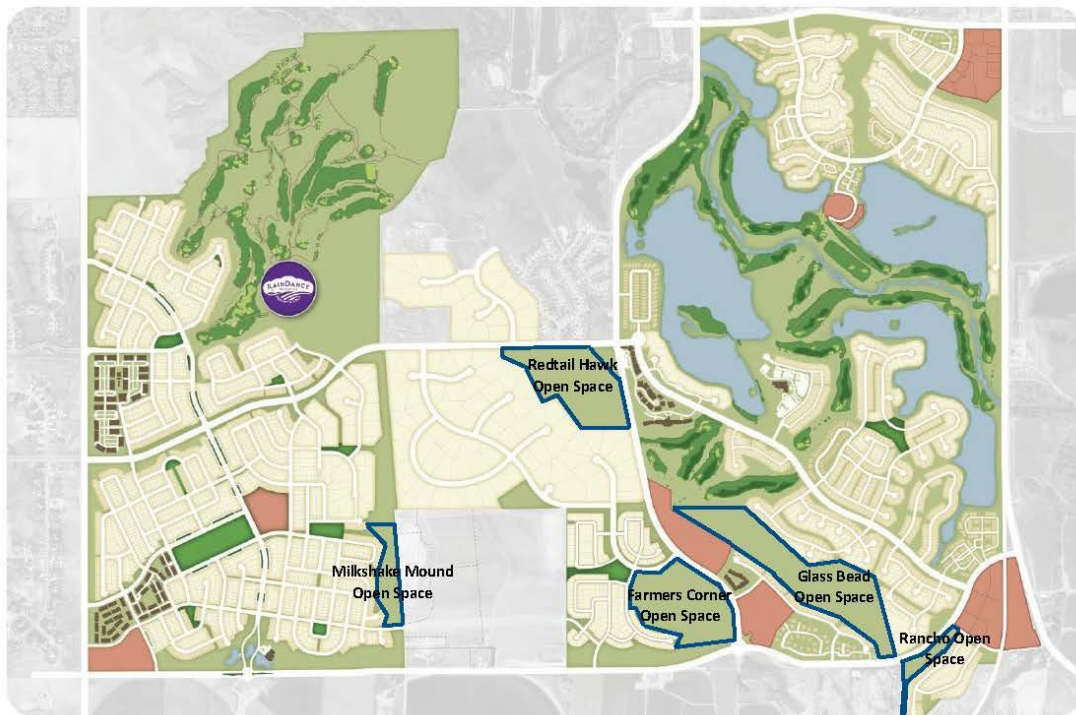 RAINDANCE
Redtail Hawk
Open Space
Milkshake Mound
Open Space
Farmers Corner
Open Space
Glass Bead
Open Space
Rancho Open
Space